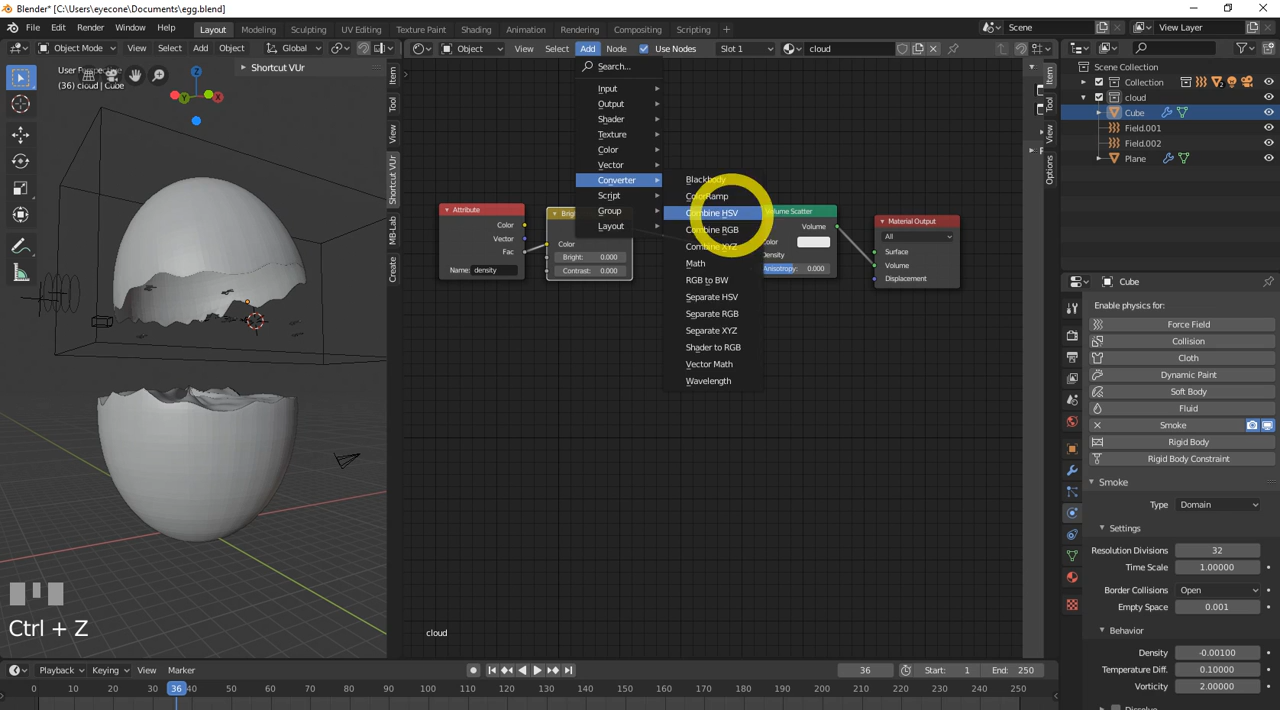 Blender* [C:\Users\eyecone\Documents\egg.blend]
File Edit Render Window Help Layout Modeling Sculpting UV Editing Texture Paint Shading Animation Rendering Compositing Scripting + Scene View Layer
Object Mode View Select Add Object Global Object View Select Add Node Use Nodes Slot 1 cloud
User Perspective
(36) cloud | Cube
Shortcut VUr
Z
Y
X
Item
Tool
View
Shortcut VUr
MB-Lab
Create
Search...
Input
Output
Shader
Texture
Color
Vector
Converter
Script
Group
Layout
Blackbody
ColorRamp
Combine HSV
Combine RGB
Combine XYZ
Math
RGB to BW
Separate HSV
Separate RGB
Separate XYZ
Shader to RGB
Vector Math
Wavelength
Attribute
Color
Vector
Fac
Name: density
Color
Bright: 0.000
Contrast: 0.000
Volume Scatter
Volume
Density
Anisotropy: 0.000
Material Output
All
Surface
Volume
Displacement
cloud
Item
Tool
View
Options
Scene Collection
Collection
cloud
Cube
Field.001
Field.002
Plane
Cube
Enable physics for:
Force Field
Collision
Cloth
Dynamic Paint
Soft Body
Fluid
Smoke
Rigid Body
Rigid Body Constraint
Smoke
Type Domain
Settings
Resolution Divisions 32
Time Scale 1.00000
Border Collisions Open
Empty Space 0.001
Behavior
Density -0.00100
Temperature Diff. 0.10000
Vorticity 2.00000
Dissolve
Ctrl + Z
Playback Keying View Marker 36 Start: 1 End: 250
0 10 20 30 36 40 50 60 70 80 90 100 110 120 130 140 150 160 170 180 190 200 210 220 230 240 250